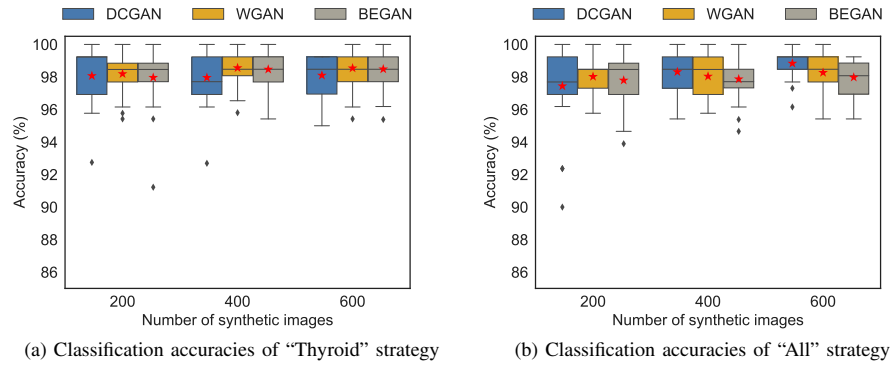 DCGAN WGAN BEGAN
100
98
96
94
92
90
88
86
Accuracy (%)
200 400 600
Number of synthetic images
(a) Classification accuracies of “Thyroid” strategy
DCGAN WGAN BEGAN
100
98
96
94
92
90
88
86
Accuracy (%)
200 400 600
Number of synthetic images
(b) Classification accuracies of “All” strategy